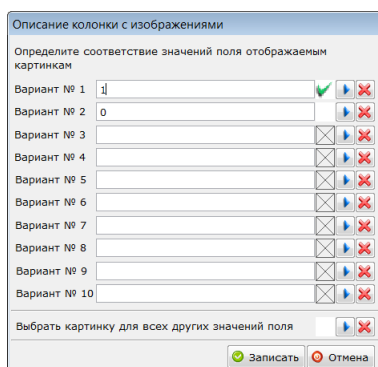 Описание колонки с изображениями
Определите соответствие значений поля отображаемым
картинкам
Вариант № 1 1
Вариант № 2 0
Вариант № 3
Вариант № 4
Вариант № 5
Вариант № 6
Вариант № 7
Вариант № 8
Вариант № 9
Вариант № 10
Выбрать картинку для всех других значений поля
Записать Отмена